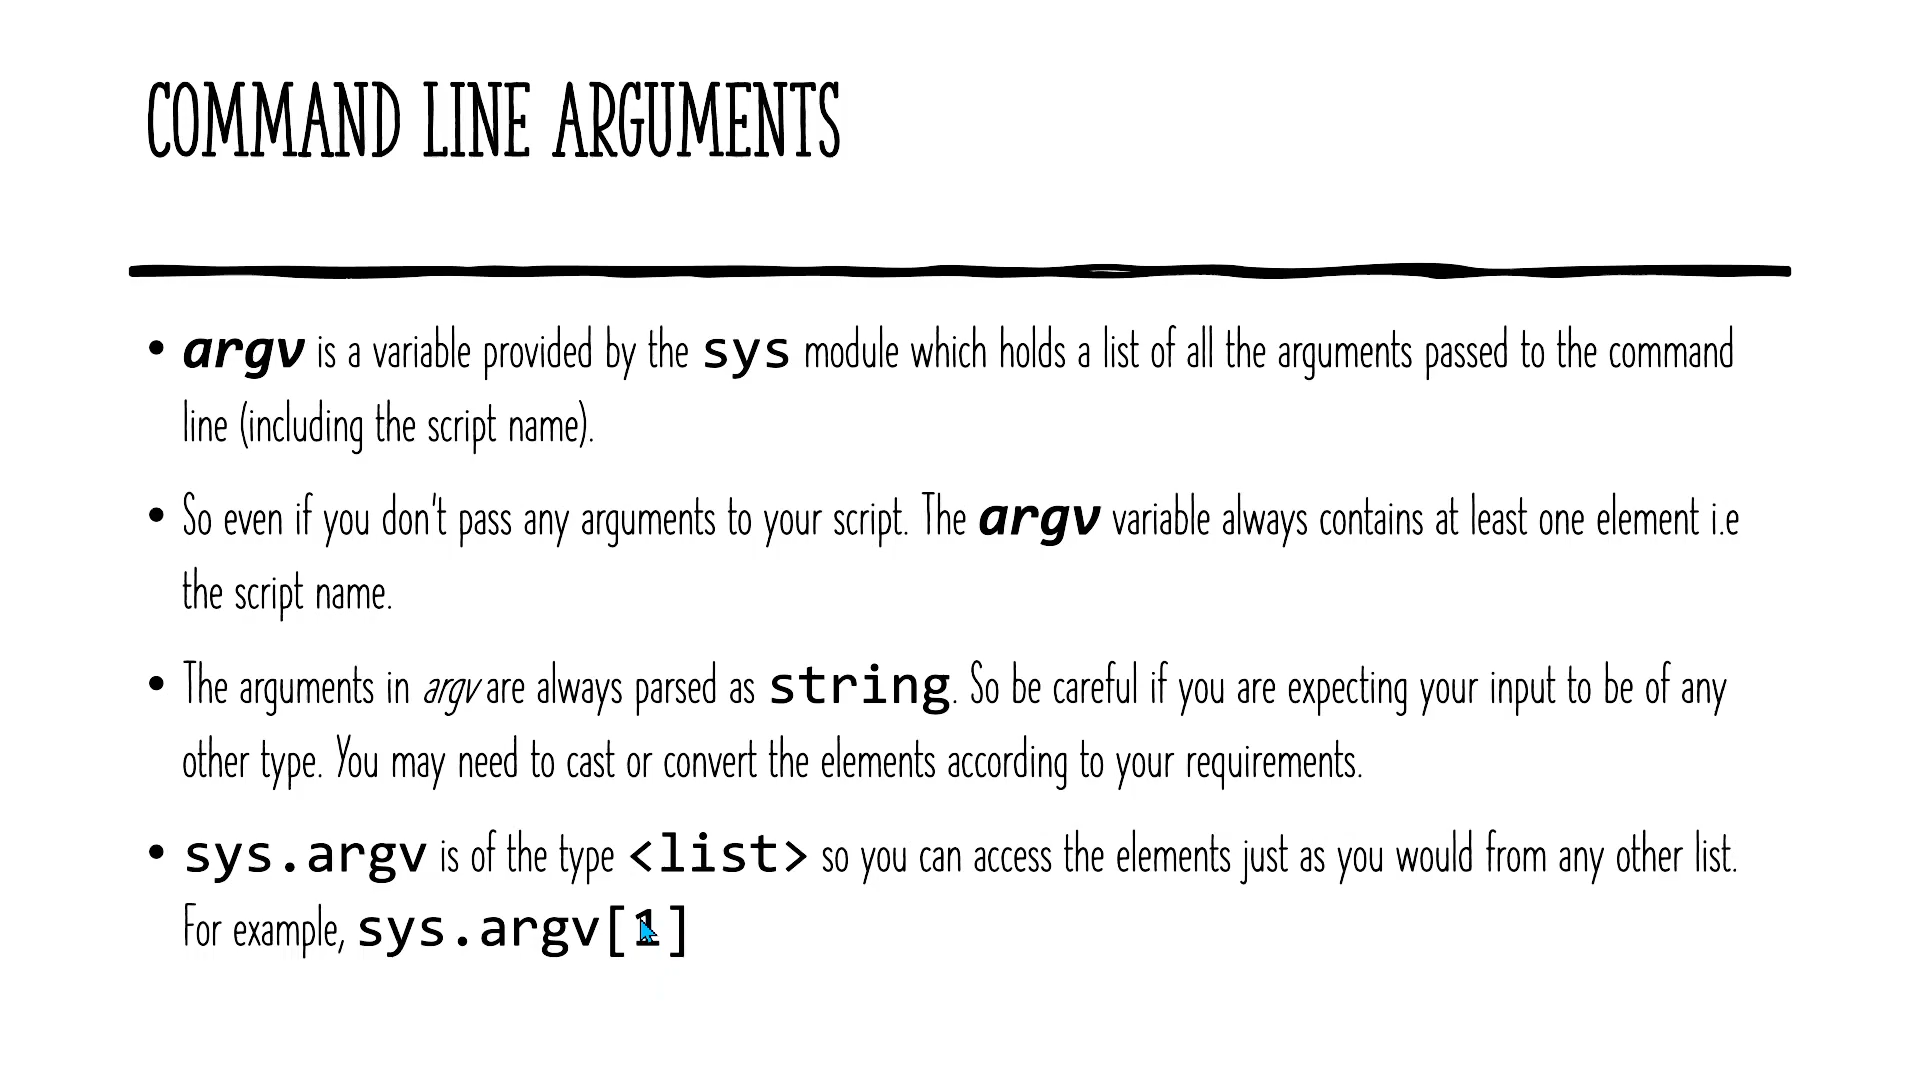 COMMAND LINE ARGUMENTS
• argv is a variable provided by the sys module which holds a list of all the arguments passed to the command
line (including the script name).
• So even if you don't pass any arguments to your script. The argv variable always contains at least one element i.e
the script name.
• The arguments in argv are always parsed as string. So be careful if you are expecting your input to be of any
other type. You may need to cast or convert the elements according to your requirements.
• sys.argv is of the type <list> so you can access the elements just as you would from any other list.
For example, sys.argv[1]